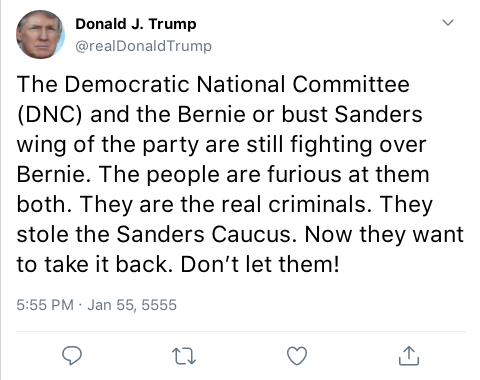 Donald J. Trump
@realDonaldTrump
The Democratic National Committee
(DNC) and the Bernie or bust Sanders
wing of the party are still fighting over
Bernie. The people are furious at them
both. They are the real criminals. They
stole the Sanders Caucus. Now they want
to take it back. Don’t let them!
5:55 PM · Jan 55, 5555